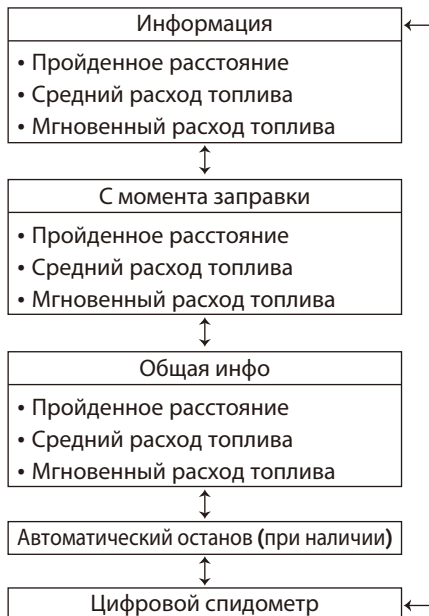 Информация
• Пройденное расстояние
• Средний расход топлива
• Мгновенный расход топлива
С момента заправки
• Пройденное расстояние
• Средний расход топлива
• Мгновенный расход топлива
Общая инфо
• Пройденное расстояние
• Средний расход топлива
• Мгновенный расход топлива
Автоматический останов (при наличии)
Цифровой спидометр